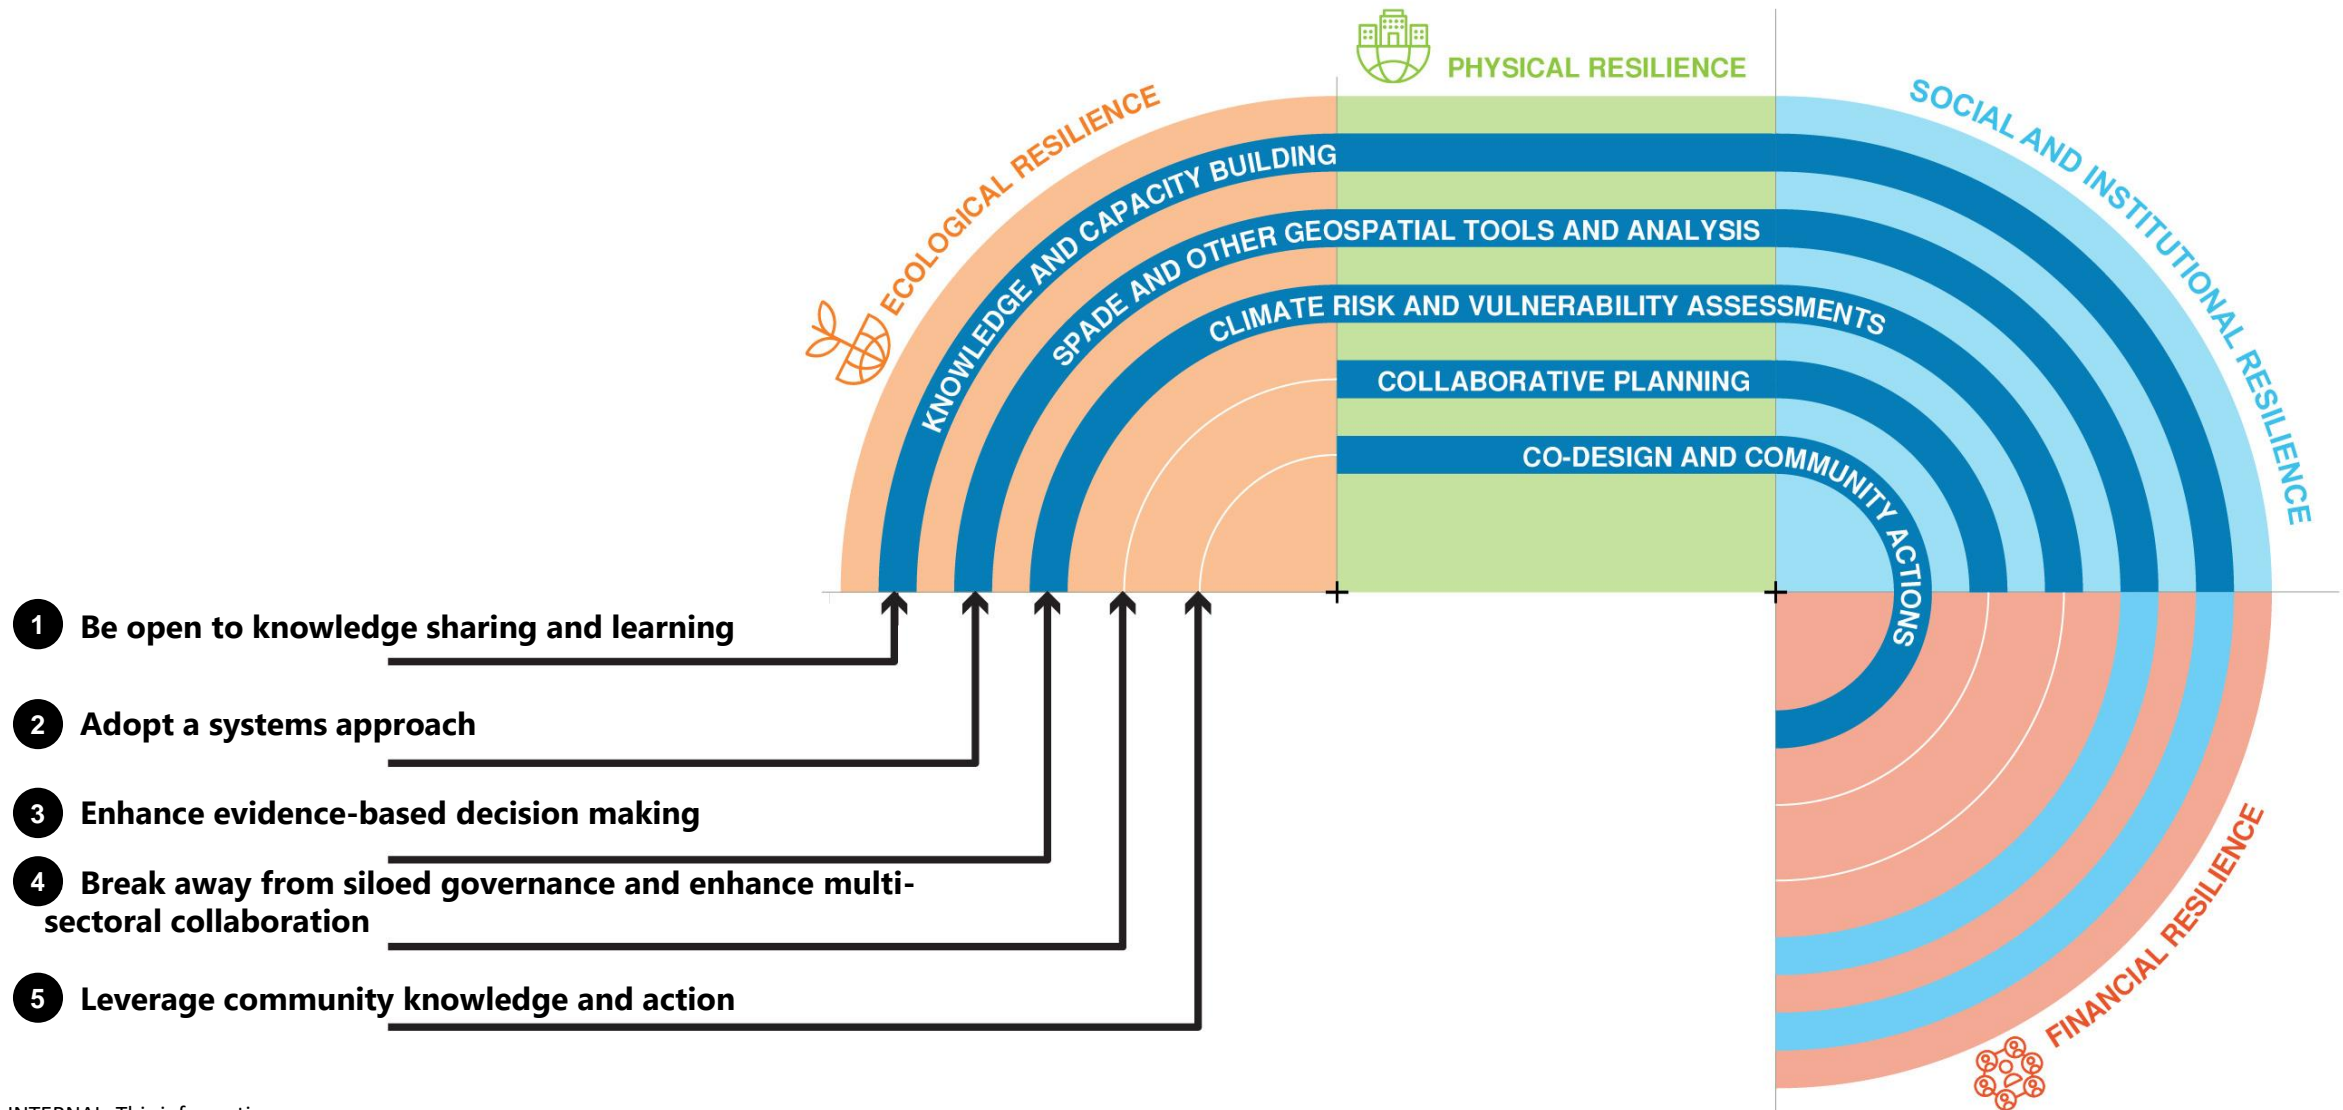 PHYSICAL RESILIENCE
ECOLOGICAL RESILIENCE
SOCIAL AND INSTITUTIONAL RESILIENCE
KNOWLEDGE AND CAPACITY BUILDING
SPADE AND OTHER GEOSPATIAL TOOLS AND ANALYSIS
CLIMATE RISK AND VULNERABILITY ASSESSMENTS
COLLABORATIVE PLANNING
CO-DESIGN AND COMMUNITY ACTIONS
FINANCIAL RESILIENCE
1 Be open to knowledge sharing and learning
2 Adopt a systems approach
3 Enhance evidence-based decision making
4 Break away from siloed governance and enhance multi-
sectoral collaboration
5 Leverage community knowledge and action
INTERNAL. This